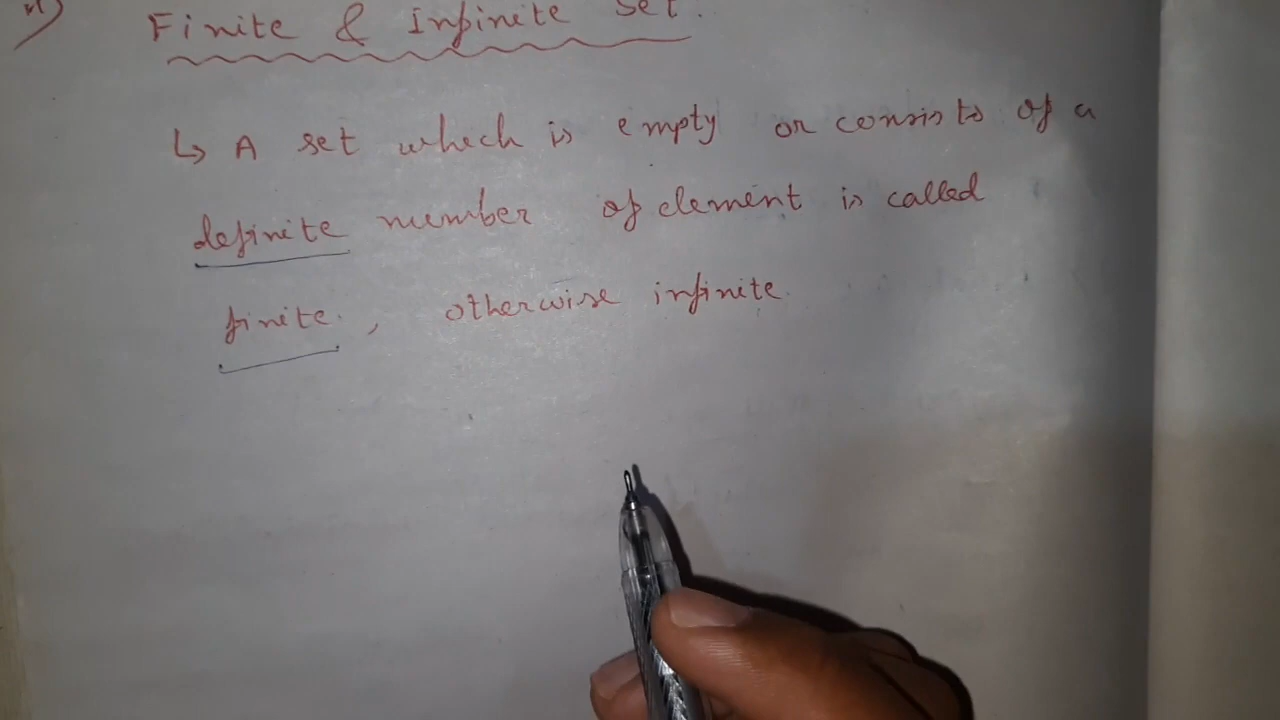 Finite & Infinite set.
↳ A set which is empty or consists of a
definite number of element is called
finite. , otherwise infinite.